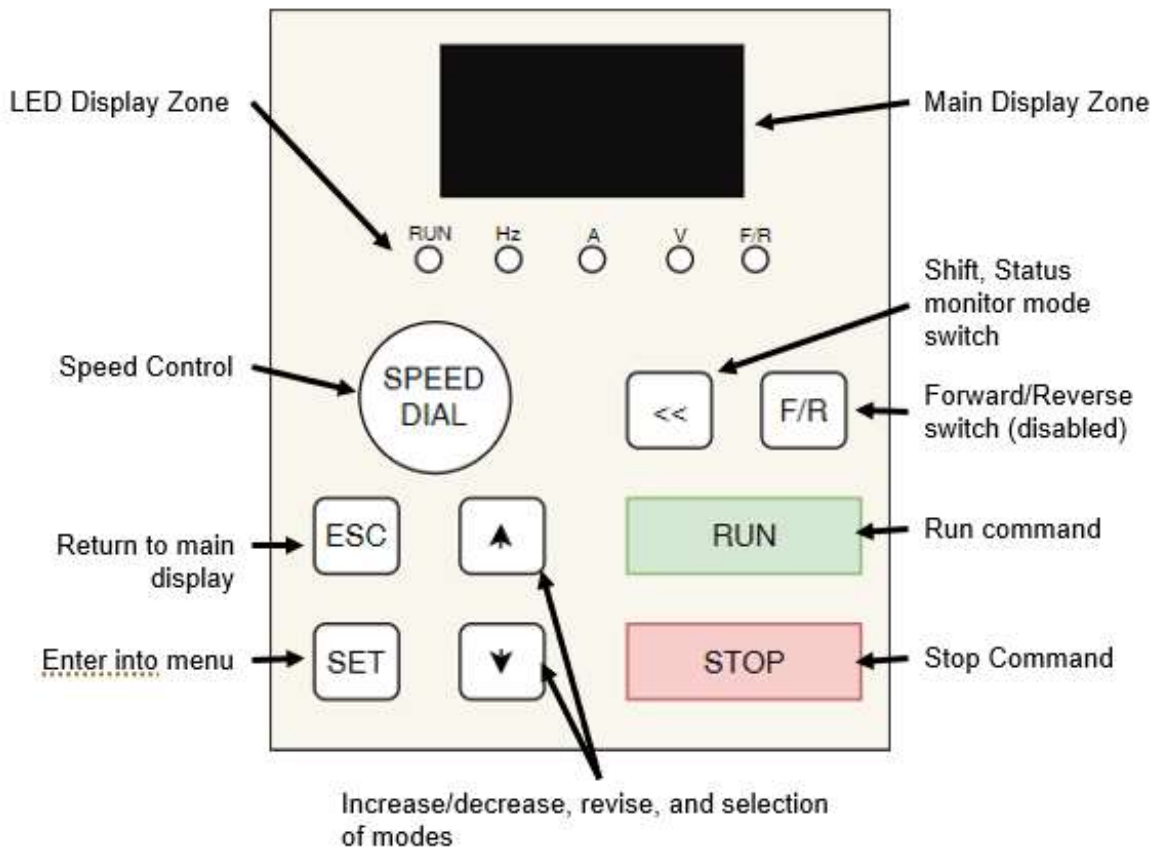 LED Display Zone
Main Display Zone
RUN
Hz
A
V
F/R
Shift, Status
monitor mode
switch
Speed Control
SPEED
DIAL
<<
F/R
Forward/Reverse
switch (disabled)
Return to main
display
ESC
RUN
Run command
Enter into menu
SET
STOP
Stop Command
Increase/decrease, revise, and selection
of modes